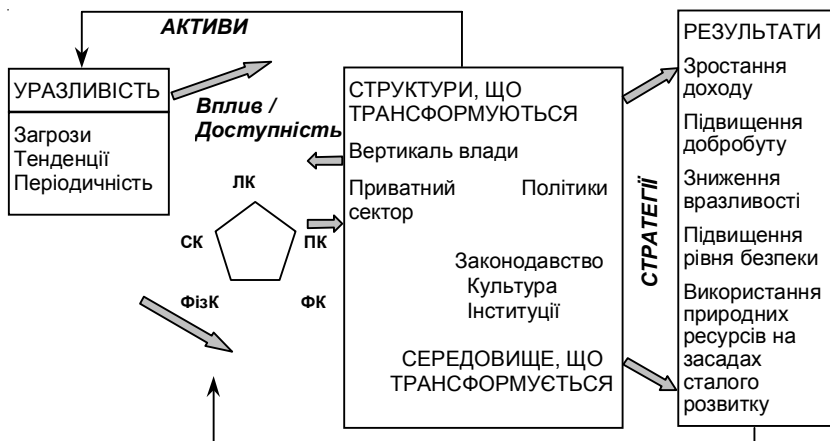 АКТИВИ
УРАЗЛИВІСТЬ
Загрози
Тенденції
Періодичність
Вплив /
Доступність
ЛК
СК
ПК
ФізК
ФК
СТРУКТУРИ, ЩО
ТРАНСФОРМУЮТЬСЯ
Вертикаль влади
Приватний
сектор
Політики
Законодавство
Культура
Інституції
СЕРЕДОВИЩЕ, ЩО
ТРАНСФОРМУЄТЬСЯ
СТРАТЕГІЇ
РЕЗУЛЬТАТИ
Зростання
доходу
Підвищення
добробуту
Зниження
вразливості
Підвищення
рівня безпеки
Використання
природних
ресурсів на
засадах
сталого
розвитку